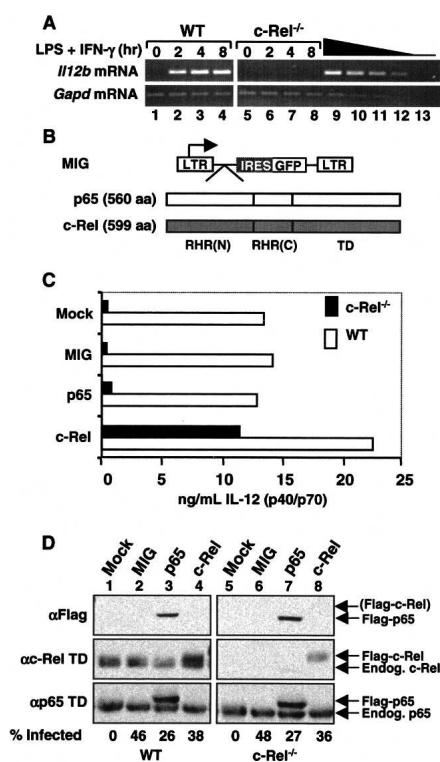 A
WT c-Rel-/-
LPS + IFN-γ (hr) 0 2 4 8 0 2 4 8
Il12b mRNA
Gapd mRNA
1 2 3 4 5 6 7 8 9 10 11 12 13
B
MIG LTR IRES GFP LTR
p65 (560 aa)
c-Rel (599 aa)
RHR(N) RHR(C) TD
C
c-Rel-/-
WT
Mock
MIG
p65
c-Rel
0 5 10 15 20 25
ng/mL IL-12 (p40/p70)
D
Mock MIG p65 c-Rel Mock MIG p65 c-Rel
1 2 3 4 5 6 7 8
αFlag (Flag-c-Rel)
Flag-p65
αc-Rel TD Flag-c-Rel
Endog. c-Rel
αp65 TD Flag-p65
Endog. p65
% Infected 0 46 26 38 0 48 27 36
WT c-Rel-/-